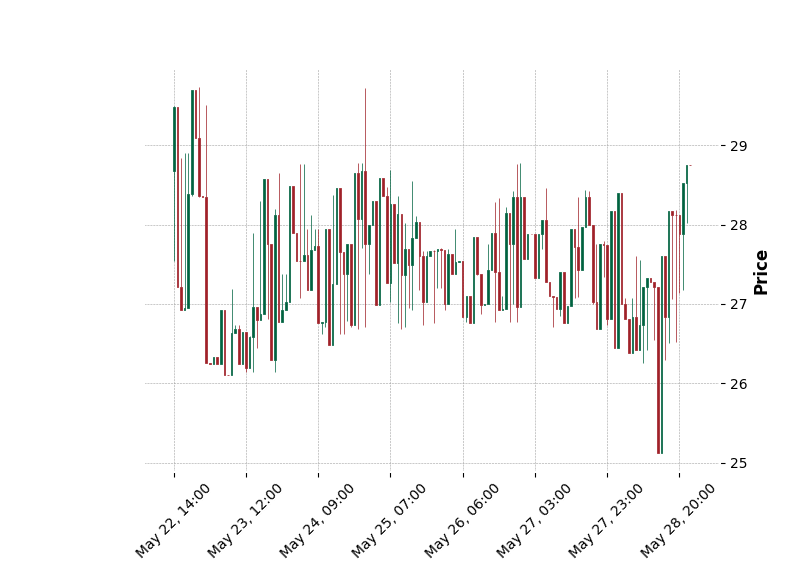 29
28
27
26
25
Price
May 22, 14:00
May 23, 12:00
May 24, 09:00
May 25, 07:00
May 26, 06:00
May 27, 03:00
May 27, 23:00
May 28, 20:00